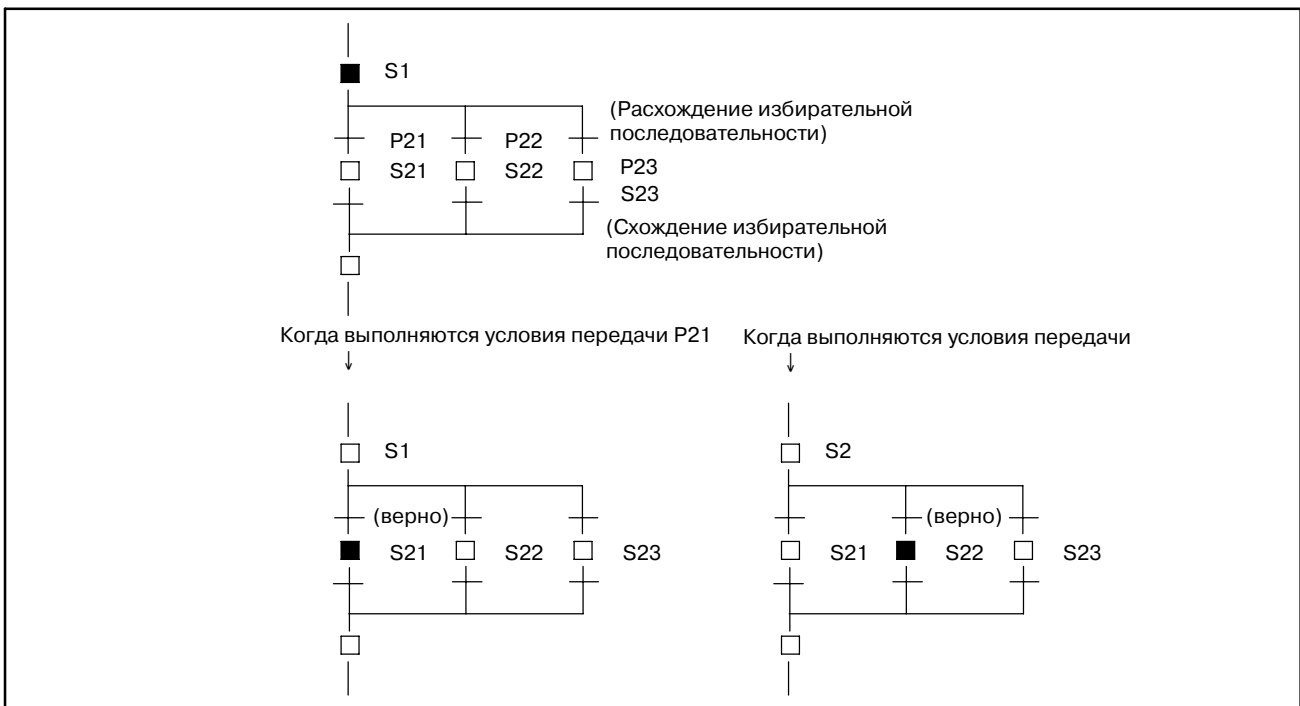 S1
(Расхождение избирательной
последовательности)
P21 P22
S21 S22 P23
S23
(Схождение избирательной
последовательности)
Когда выполняются условия передачи P21 Когда выполняются условия передачи
S1 S2
(верно) (верно)
S21 S22 S23 S21 S22 S23